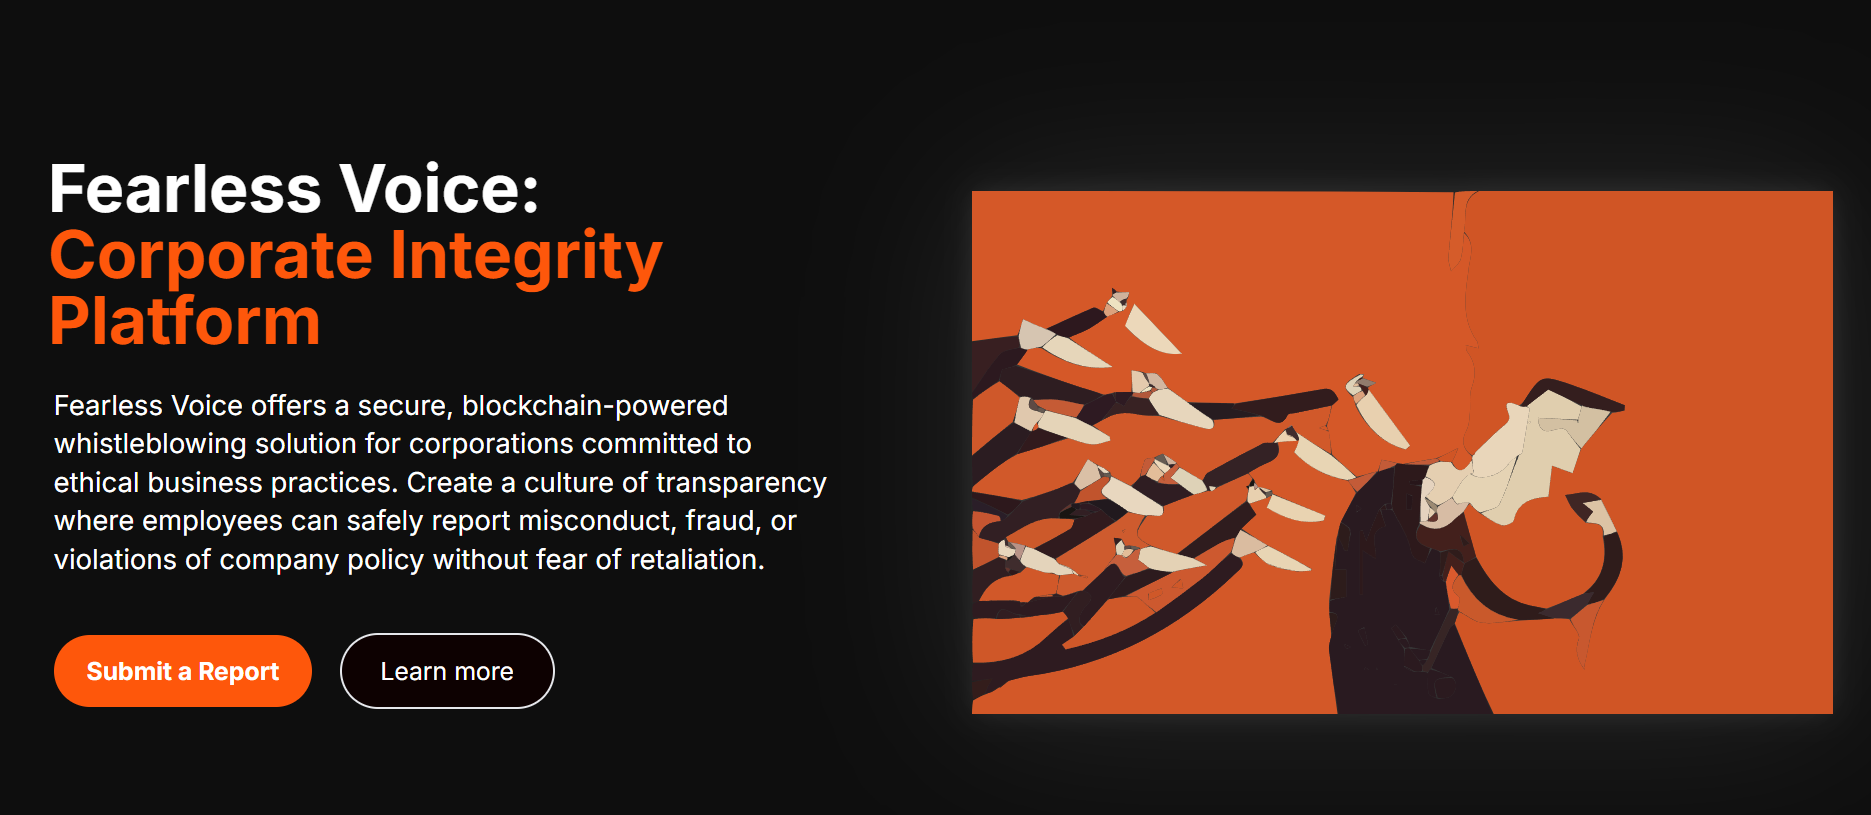 Fearless Voice:
Corporate Integrity
Platform
Fearless Voice offers a secure, blockchain-powered
whistleblowing solution for corporations committed to
ethical business practices. Create a culture of transparency
where employees can safely report misconduct, fraud, or
violations of company policy without fear of retaliation.
Submit a Report
Learn more